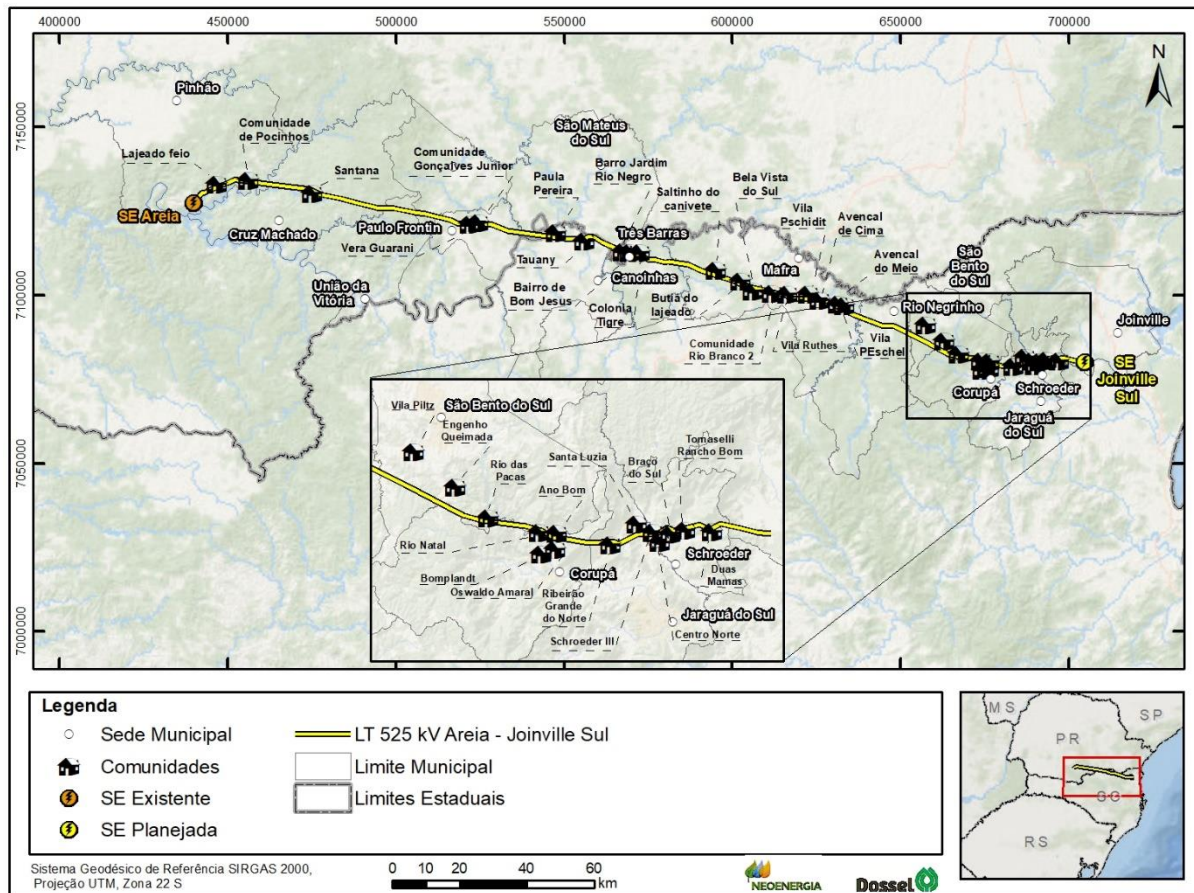 400000
450000
500000
550000
600000
650000
700000
7150000
7100000
7050000
7000000
N
Pinhão
Comunidade
de Pocinhos
Lajeado feio
Santana
Comunidade
Gonçalves Junior
São Mateus
do Sul
Paula
Pereira
Barro Jardim
Rio Negro
Saltinho do
canivete
Bela Vista
do Sul
Vila
Pschidit
Avencal
de Cima
Avencal
do Meio
São
Bento
do Sul
SE Areia
Cruz Machado
Paulo Frontin
Vera Guarani
União da
Vitória
Tauany
Três Barras
Canoinhas
Bairro de
Bom Jesus
Colonia
Tigre
Mafra
Butiá do
lajeado
Comunidade
Rio Branco 2
Vila Ruthes
Vila
PEschel
Rio Negrinho
Joinville
SE
Joinville
Sul
Corupá
Schroeder
Jaraguá
do Sul
Vila Piltz
São Bento do Sul
Engenho
Queimada
Rio das
Pacas
Santa Luzia
Ano Bom
Braço
do Sul
Tomaselli
Rancho Bom
Rio Natal
Bomplandt
Oswaldo Amaral
Corupá
Ribeirão
Grande
do Norte
Schroeder III
Schroeder
Duas
Mamas
Jaraguá do Sul
Centro Norte
Legenda
Sede Municipal
Comunidades
SE Existente
SE Planejada
LT 525 kV Areia - Joinville Sul
Limite Municipal
Limites Estaduais
MS
SP
PR
RS
Sistema Geodésico de Referência SIRGAS 2000,
Projeção UTM, Zona 22 S
0 10 20 40 60
km
NEOENERGIA
Dossel